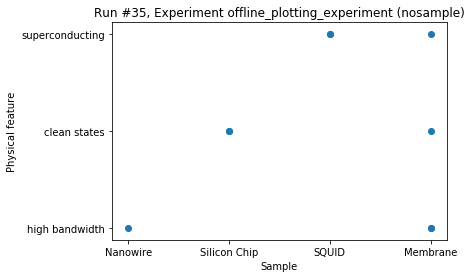 Run #35, Experiment offline_plotting_experiment (nosample)
superconducting
clean states
high bandwidth
Physical feature
Nanowire
Silicon Chip
SQUID
Membrane
Sample